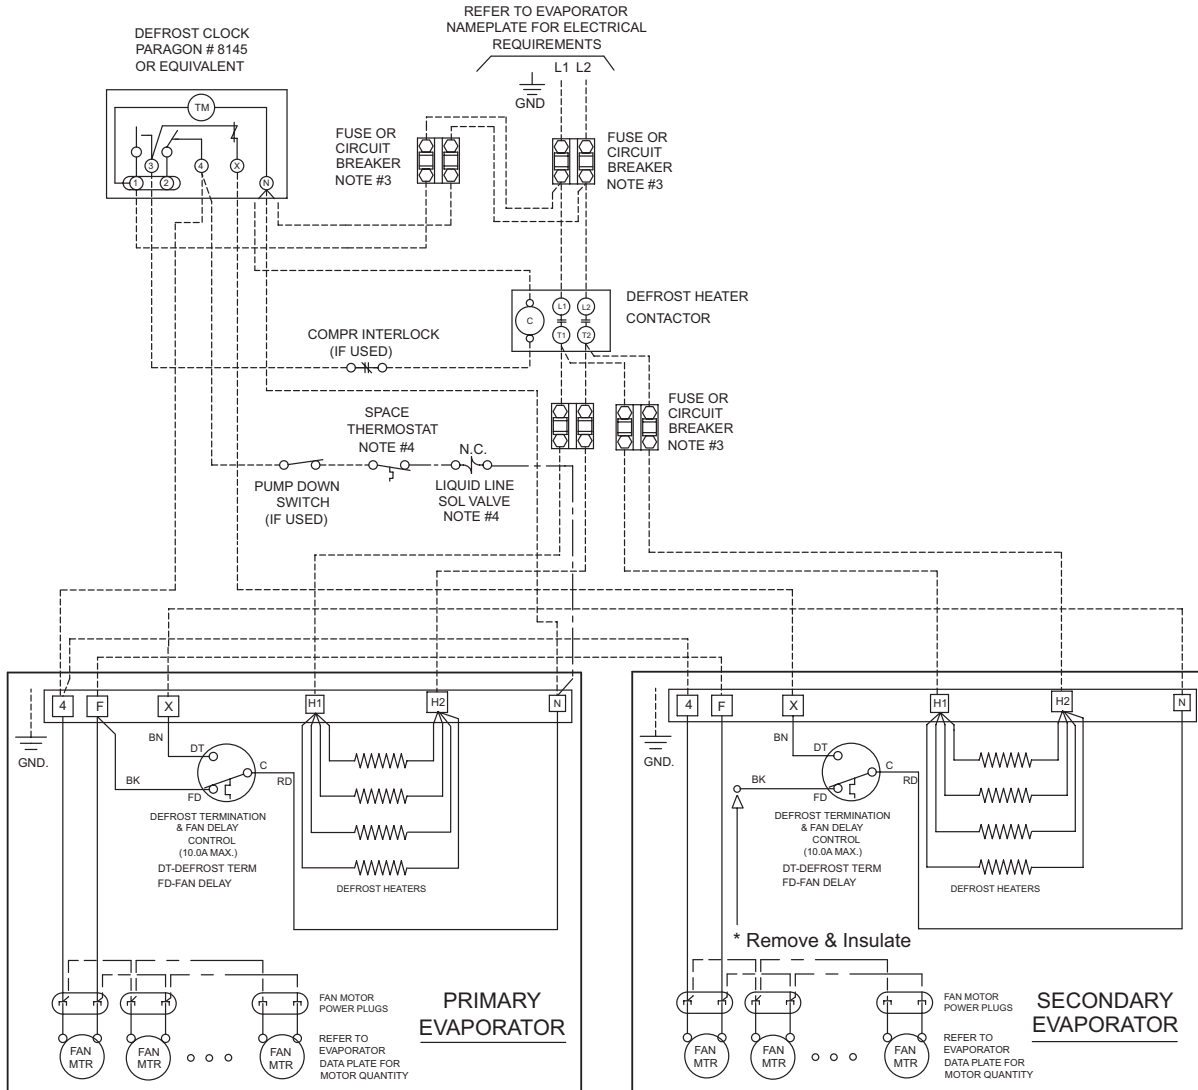 REFER TO EVAPORATOR
NAMEPLATE FOR ELECTRICAL
REQUIREMENTS
DEFROST CLOCK
PARAGON # 8145
OR EQUIVALENT
L1 L2
GND
TM
3
4
X
1
2
N
FUSE OR
CIRCUIT
BREAKER
NOTE #3
FUSE OR
CIRCUIT
BREAKER
NOTE #3
DEFROST HEATER
CONTACTOR
C
L1
L2
T1
T2
COMPR INTERLOCK
(IF USED)
FUSE OR
CIRCUIT
BREAKER
NOTE #3
SPACE
THERMOSTAT
NOTE #4
N.C.
PUMP DOWN
SWITCH
(IF USED)
LIQUID LINE
SOL VALVE
NOTE #4
4
F
X
H1
H2
N
GND.
BN
DT
C
BK
RD
FD
DEFROST TERMINATION
& FAN DELAY
CONTROL
(10.0A MAX.)
DT-DEFROST TERM
FD-FAN DELAY
DEFROST HEATERS
FAN MOTOR
POWER PLUGS
PRIMARY
EVAPORATOR
FAN
MTR
FAN
MTR
FAN
MTR
REFER TO
EVAPORATOR
DATA PLATE FOR
MOTOR QUANTITY
4
F
X
H1
H2
N
GND.
BN
DT
C
BK
RD
FD
DEFROST TERMINATION
& FAN DELAY
CONTROL
(10.0A MAX.)
DT-DEFROST TERM
FD-FAN DELAY
DEFROST HEATERS
* Remove & Insulate
FAN MOTOR
POWER PLUGS
SECONDARY
EVAPORATOR
FAN
MTR
FAN
MTR
FAN
MTR
REFER TO
EVAPORATOR
DATA PLATE FOR
MOTOR QUANTITY